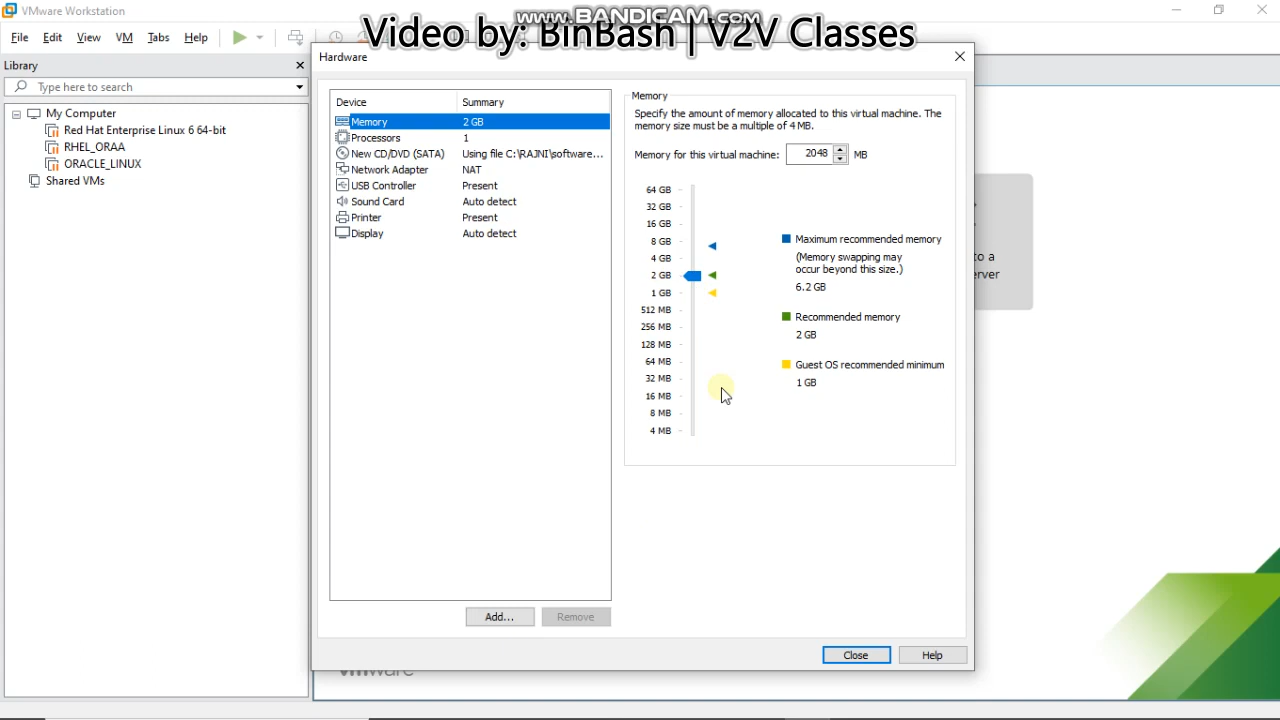 VMware Workstation
www.BANDICAM.com
Video by: BinBash | V2V Classes
File Edit View VM Tabs Help
Hardware
Library
Type here to search
My Computer
Red Hat Enterprise Linux 6 64-bit
RHEL_ORAA
ORACLE_LINUX
Shared VMs
Device Summary
Memory 2 GB
Processors 1
New CD/DVD (SATA) Using file C:\RAJNI\software...
Network Adapter NAT
USB Controller Present
Sound Card Auto detect
Printer Present
Display Auto detect
Add... Remove
Memory
Specify the amount of memory allocated to this virtual machine. The
memory size must be a multiple of 4 MB.
Memory for this virtual machine: 2048 MB
64 GB
32 GB
16 GB
8 GB
4 GB
2 GB
1 GB
512 MB
256 MB
128 MB
64 MB
32 MB
16 MB
8 MB
4 MB
Maximum recommended memory
(Memory swapping may
occur beyond this size.)
6.2 GB
Recommended memory
2 GB
Guest OS recommended minimum
1 GB
Close Help
to a
erver
vmware